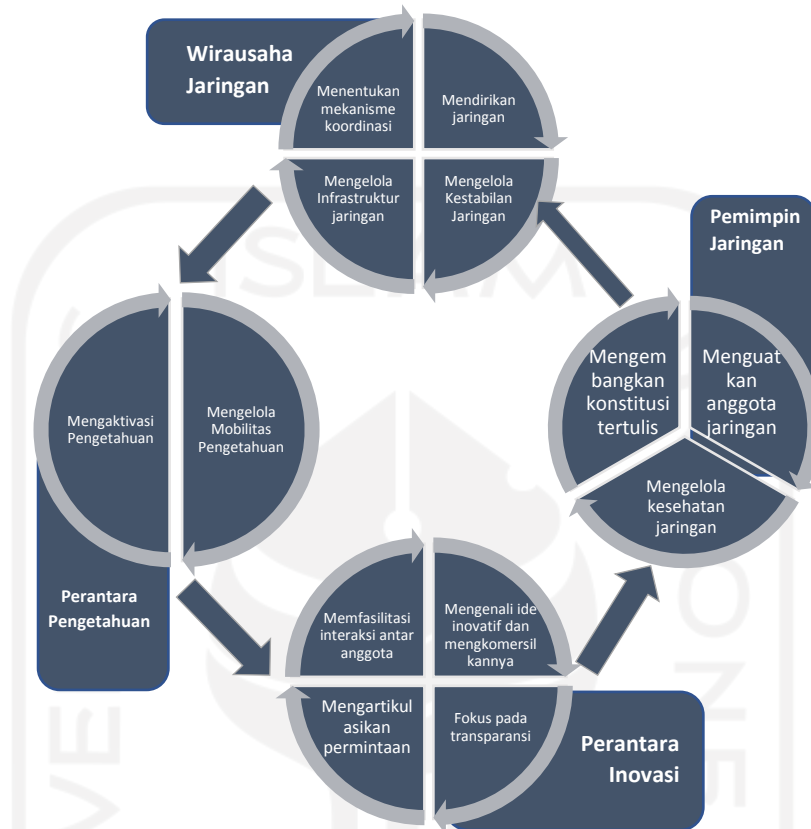 Wirausaha
Jaringan
Menentukan
mekanisme
koordinasi
Mendirikan
jaringan
Mengelola
Infrastruktur
jaringan
Mengelola
Kestabilan
Jaringan
Pemimpin
Jaringan
Mengem
bangkan
konstitusi
tertulis
Menguat
kan
anggota
jaringan
Mengelola
kesehatan
jaringan
Mengaktivasi
Pengetahuan
Mengelola
Mobilitas
Pengetahuan
Perantara
Pengetahuan
Memfasilitasi
interaksi antar
anggota
Mengenali ide
inovatif dan
mengkomersil
kannya
Mengartikul
asikan
permintaan
Fokus pada
transparansi
Perantara
Inovasi
ISLAM